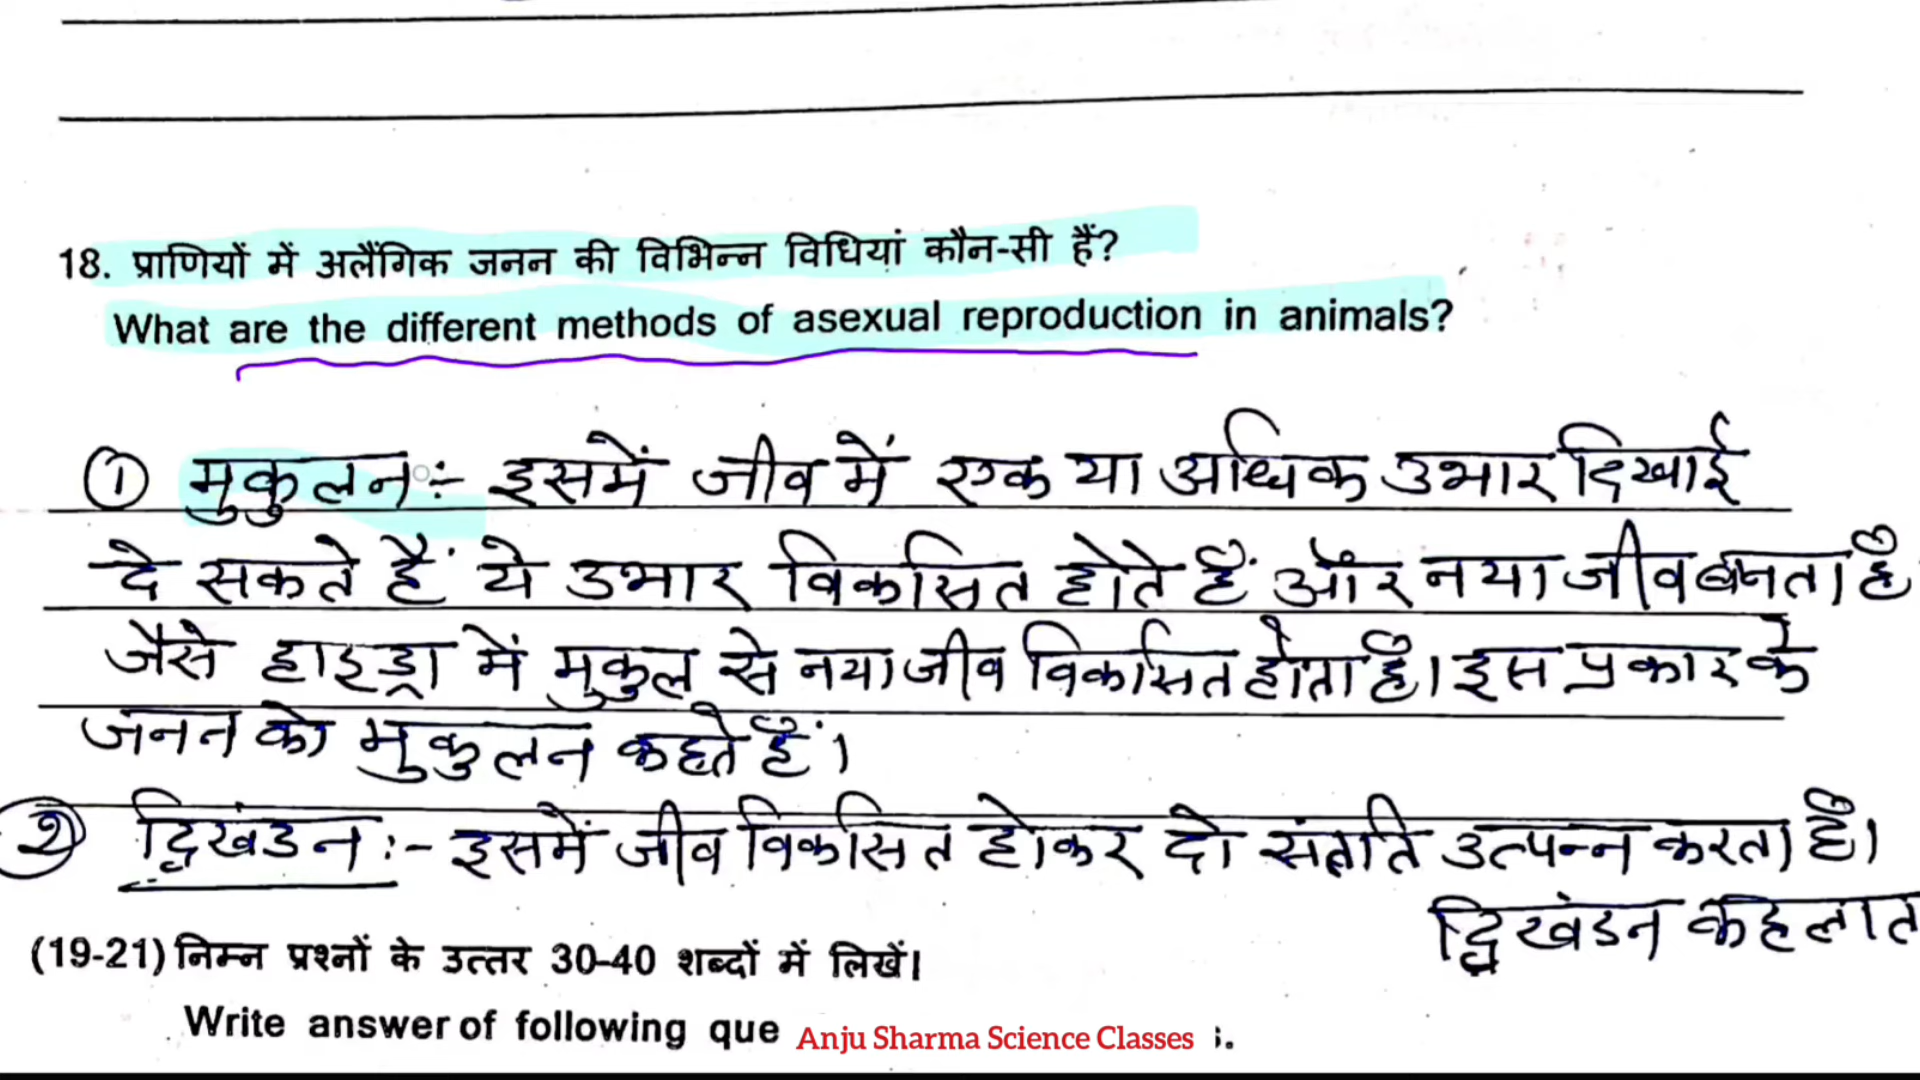 18. प्राणियों में अलैंगिक जनन की विभिन्न विधियां कौन-सी हैं?
What are the different methods of asexual reproduction in animals?
① मुकुलन :- इसमें जीव में एक या अधिक उभार दिखाई
दे सकते हैं ये उभार विकसित होते हैं और नया जीव बनता है
जैसे हाइड्रा में मुकुल से नया जीव विकसित होता है। इस प्रकार के
जनन को मुकुलन कहते हैं।
② द्विखंडन :- इसमें जीव विकसित होकर दो संतति उत्पन्न करता है।
द्विखंडन कहलात
(19-21) निम्न प्रश्नों के उत्तर 30-40 शब्दों में लिखें।
Write answer of following que Anju Sharma Science Classes s.